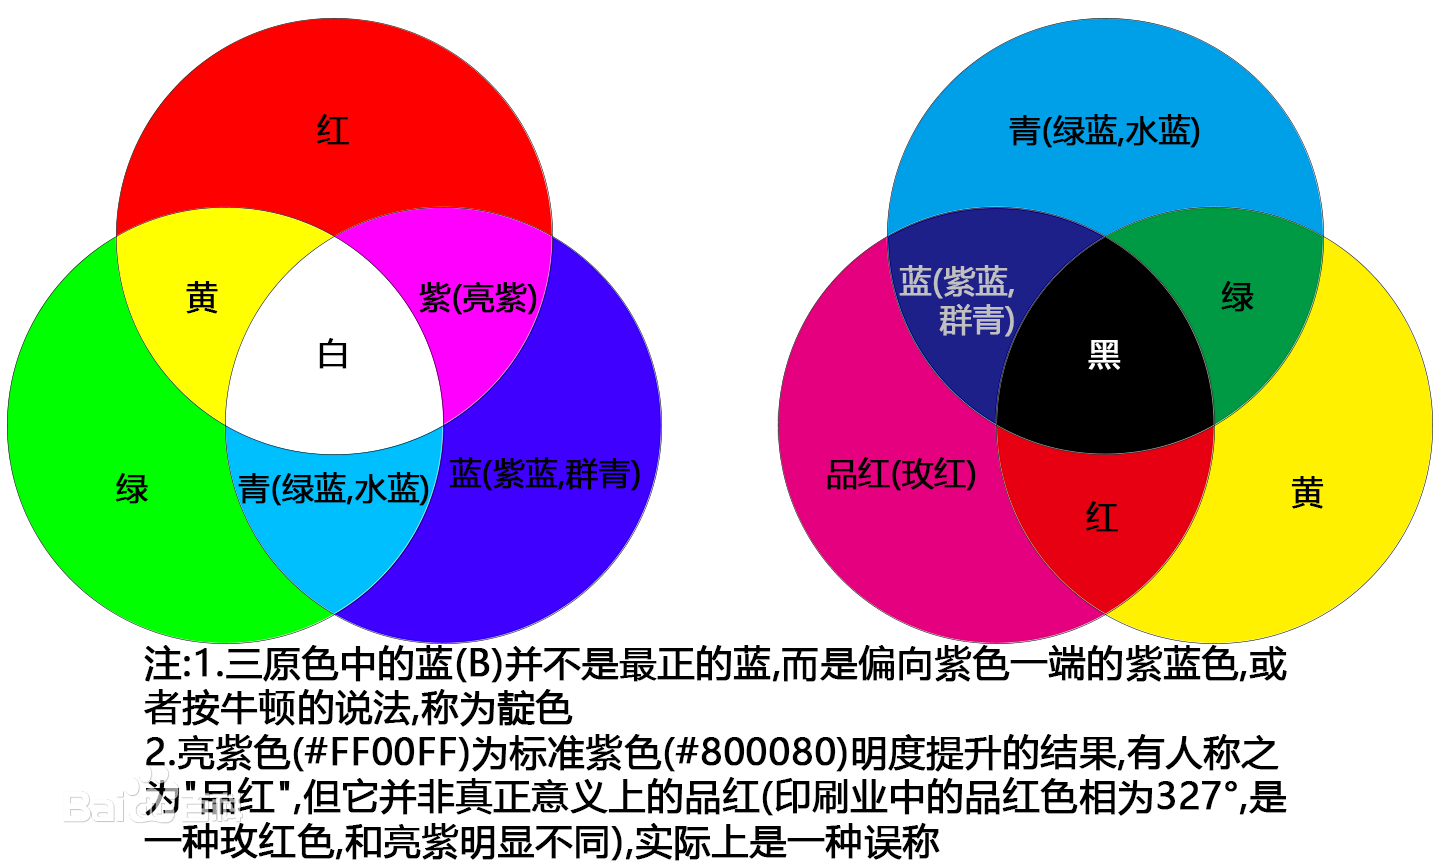 红
黄
紫(亮紫)
白
绿
青(绿蓝,水蓝)
蓝(紫蓝,群青)
青(绿蓝,水蓝)
蓝(紫蓝,
群青)
绿
黑
品红(玫红)
红
黄
注:1.三原色中的蓝(B)并不是最正的蓝,而是偏向紫色一端的紫蓝色,或
者按牛顿的说法,称为靛色
2.亮紫色(#FF00FF)为标准紫色(#800080)明度提升的结果,有人称之
为"品红",但它并非真正意义上的品红(印刷业中的品红色相为327°,是
一种玫红色,和亮紫明显不同),实际上是一种误称
Bai百科